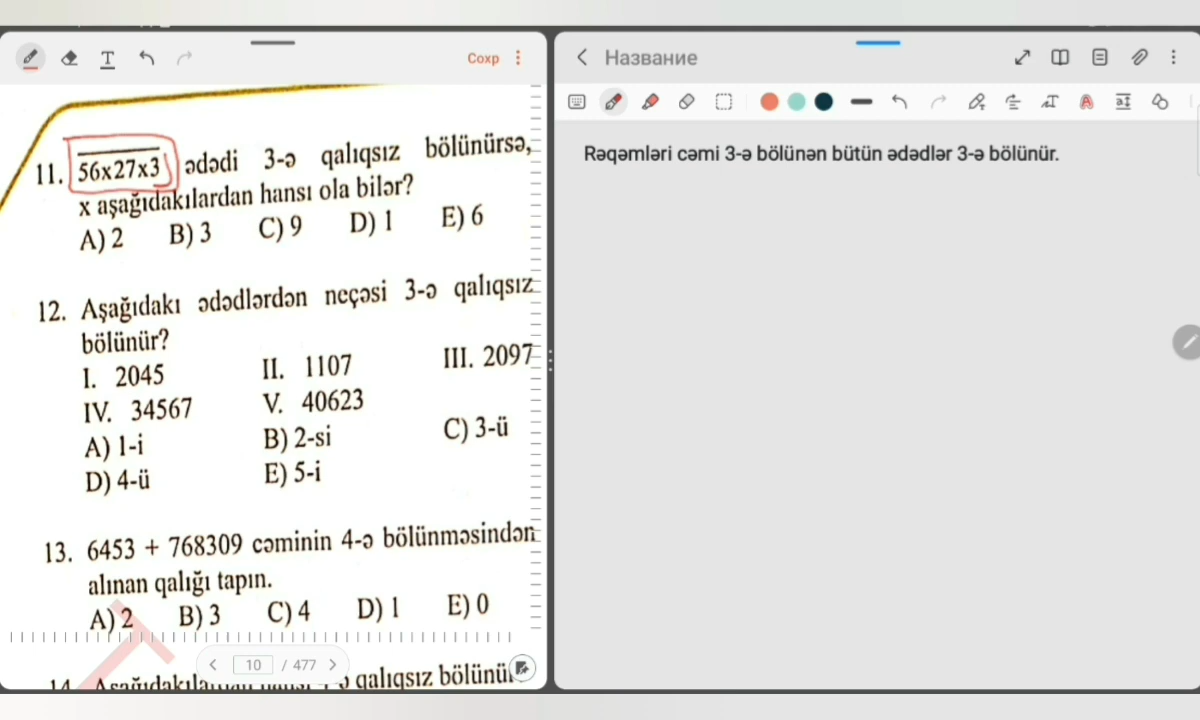 Сохр
Название
11. 56x27x3 ədədi 3-ə qalıqsız bölünürsə,
x aşağıdakılardan hansı ola bilər?
A) 2 B) 3 C) 9 D) 1 E) 6
12. Aşağıdakı ədədlərdən neçəsi 3-ə qalıqsız
bölünür?
I. 2045 II. 1107 III. 2097
IV. 34567 V. 40623
A) 1-i B) 2-si C) 3-ü
D) 4-ü E) 5-i
13. 6453 + 768309 cəminin 4-ə bölünməsindən
alınan qalığı tapın.
A) 2 B) 3 C) 4 D) 1 E) 0
10 / 477
qalıqsız
Rəqəmləri cəmi 3-ə bölünən bütün ədədlər 3-ə bölünür.